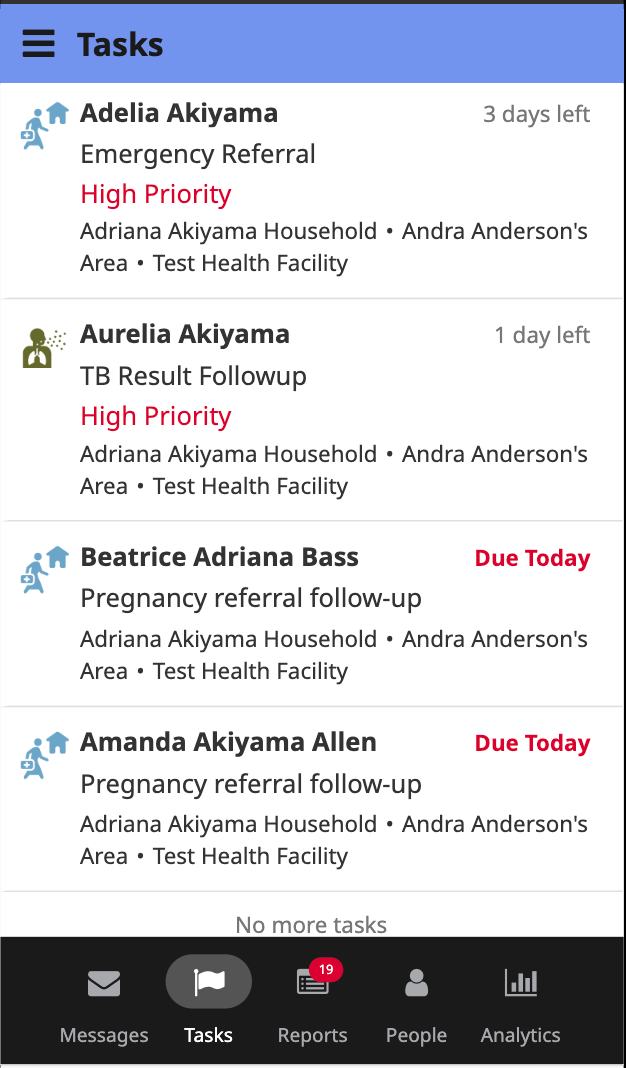 Tasks
Adelia Akiyama
3 days left
Emergency Referral
High Priority
Adriana Akiyama Household • Andra Anderson's
Area • Test Health Facility
Aurelia Akiyama
1 day left
TB Result Followup
High Priority
Adriana Akiyama Household • Andra Anderson's
Area • Test Health Facility
Beatrice Adriana Bass
Due Today
Pregnancy referral follow-up
Adriana Akiyama Household • Andra Anderson's
Area • Test Health Facility
Amanda Akiyama Allen
Due Today
Pregnancy referral follow-up
Adriana Akiyama Household • Andra Anderson's
Area • Test Health Facility
No more tasks
19
Messages
Tasks
Reports
People
Analytics